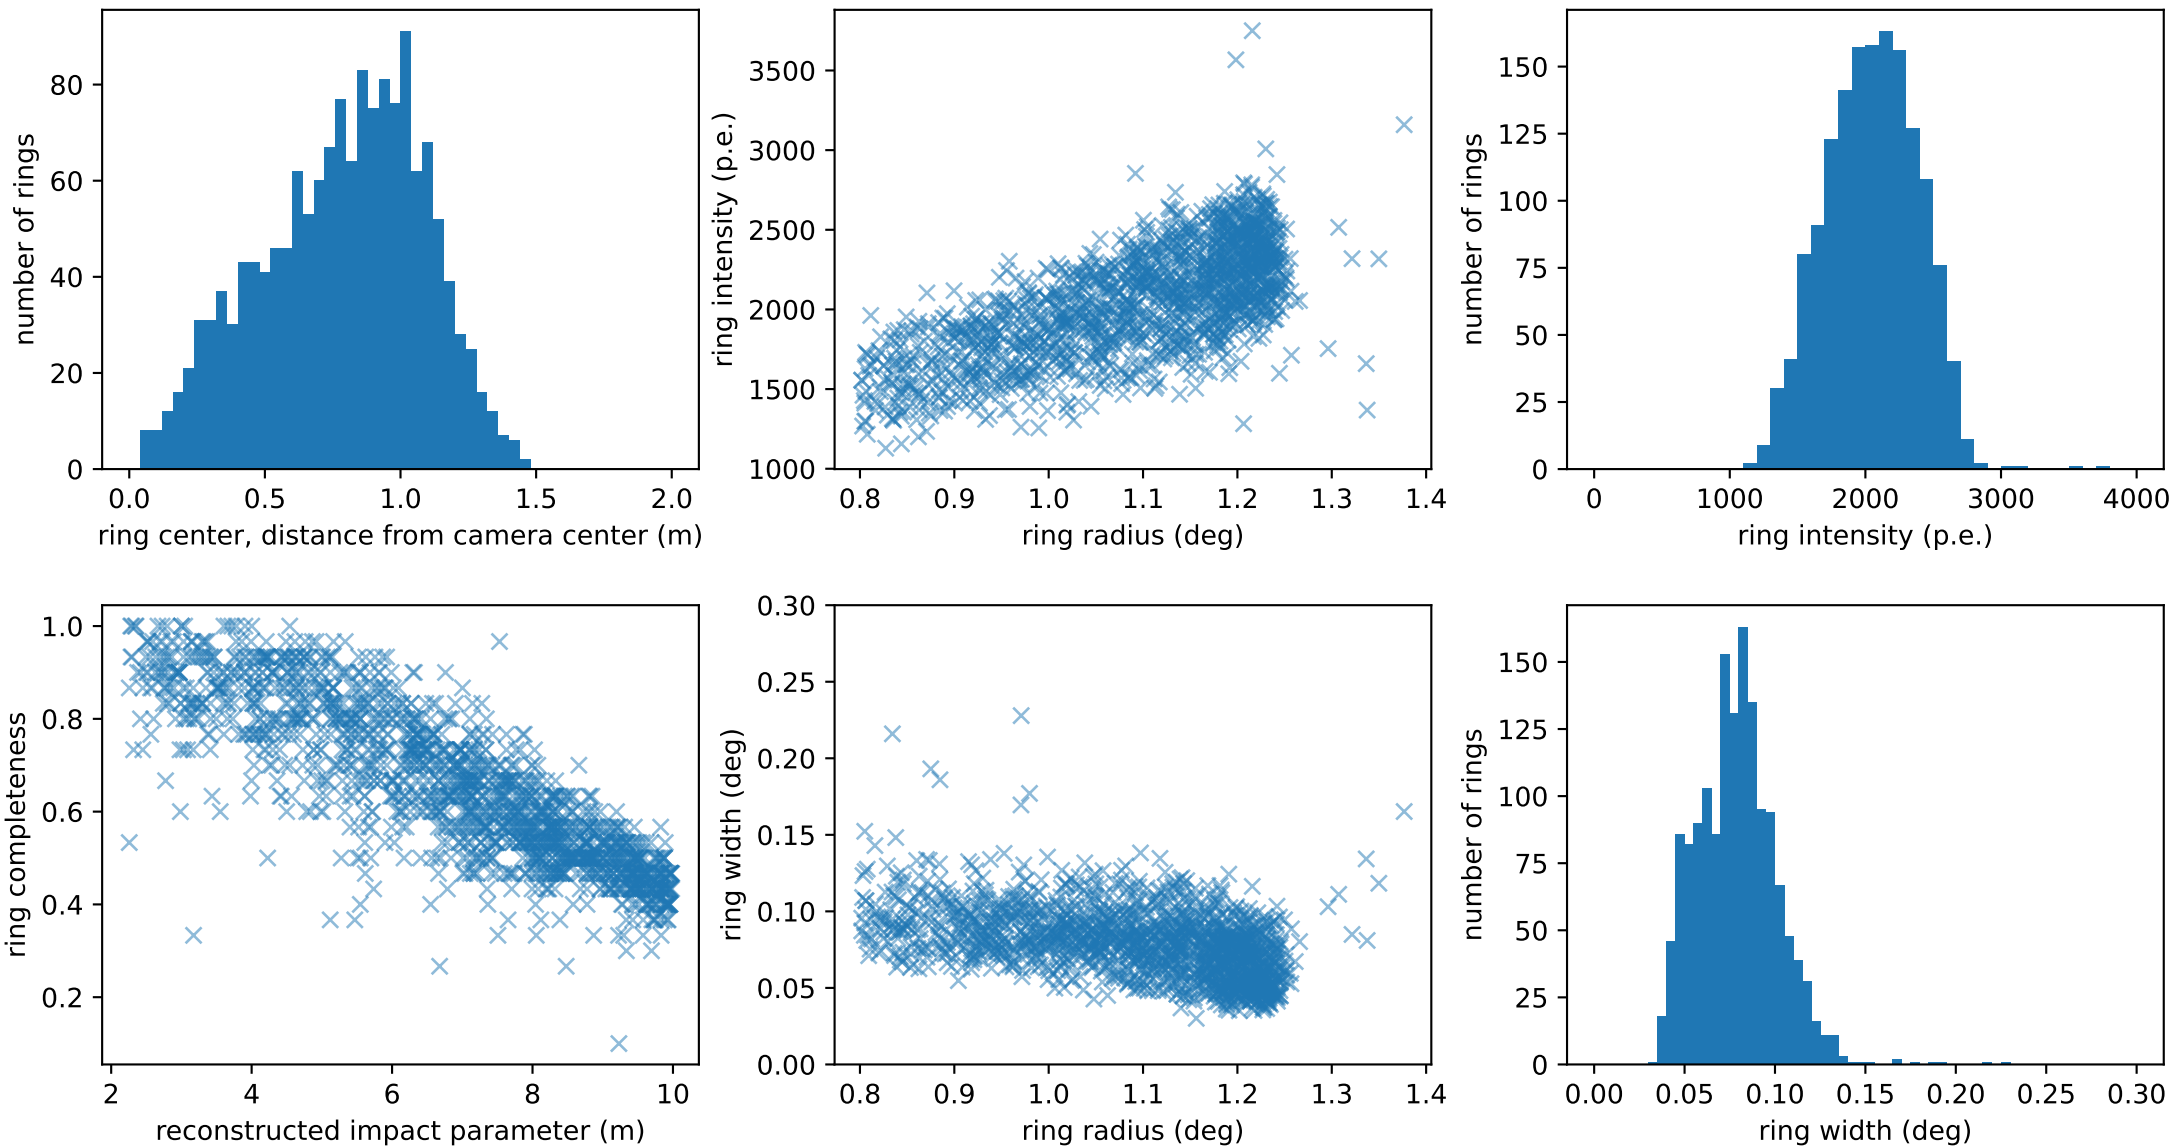 80
60
40
20
0
number of rings
0.0 0.5 1.0 1.5 2.0
ring center, distance from camera center (m)
3500
3000
2500
2000
1500
1000
ring intensity (p.e.)
0.8 0.9 1.0 1.1 1.2 1.3 1.4
ring radius (deg)
150
125
100
75
50
25
0
number of rings
0 1000 2000 3000 4000
ring intensity (p.e.)
1.0
0.8
0.6
0.4
0.2
ring completeness
2 4 6 8 10
reconstructed impact parameter (m)
0.30
0.25
0.20
0.15
0.10
0.05
0.00
ring width (deg)
0.8 0.9 1.0 1.1 1.2 1.3 1.4
ring radius (deg)
150
125
100
75
50
25
0
number of rings
0.00 0.05 0.10 0.15 0.20 0.25 0.30
ring width (deg)